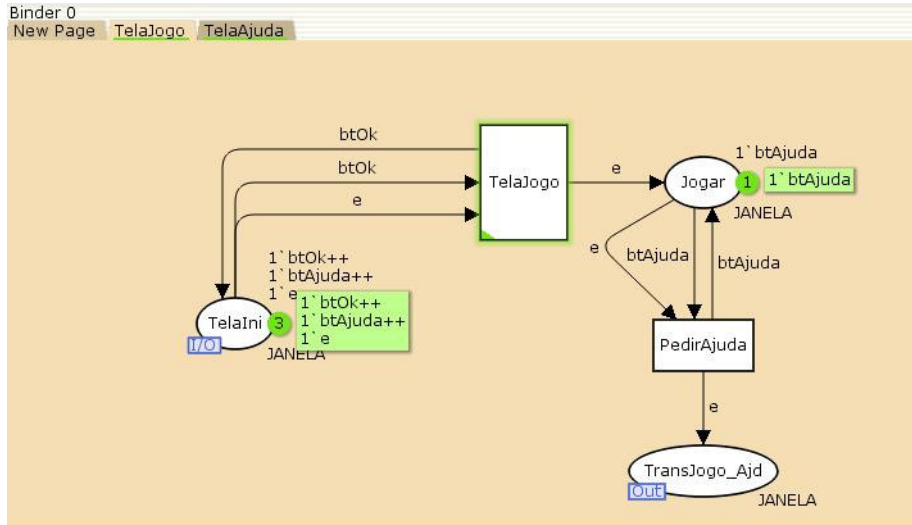 Binder 0
New Page TelaJogo TelaAjuda
btOk
btOk
e
TelaJogo
e
1`btAjuda
Jogar
1
1`btAjuda
JANELA
e
btAjuda
btAjuda
1`btOk++
1`btAjuda++
1`e
TelaIni
3
1`btOk++
1`btAjuda++
1`e
I/O
JANELA
PedirAjuda
e
TransJogo_Ajd
Out
JANELA